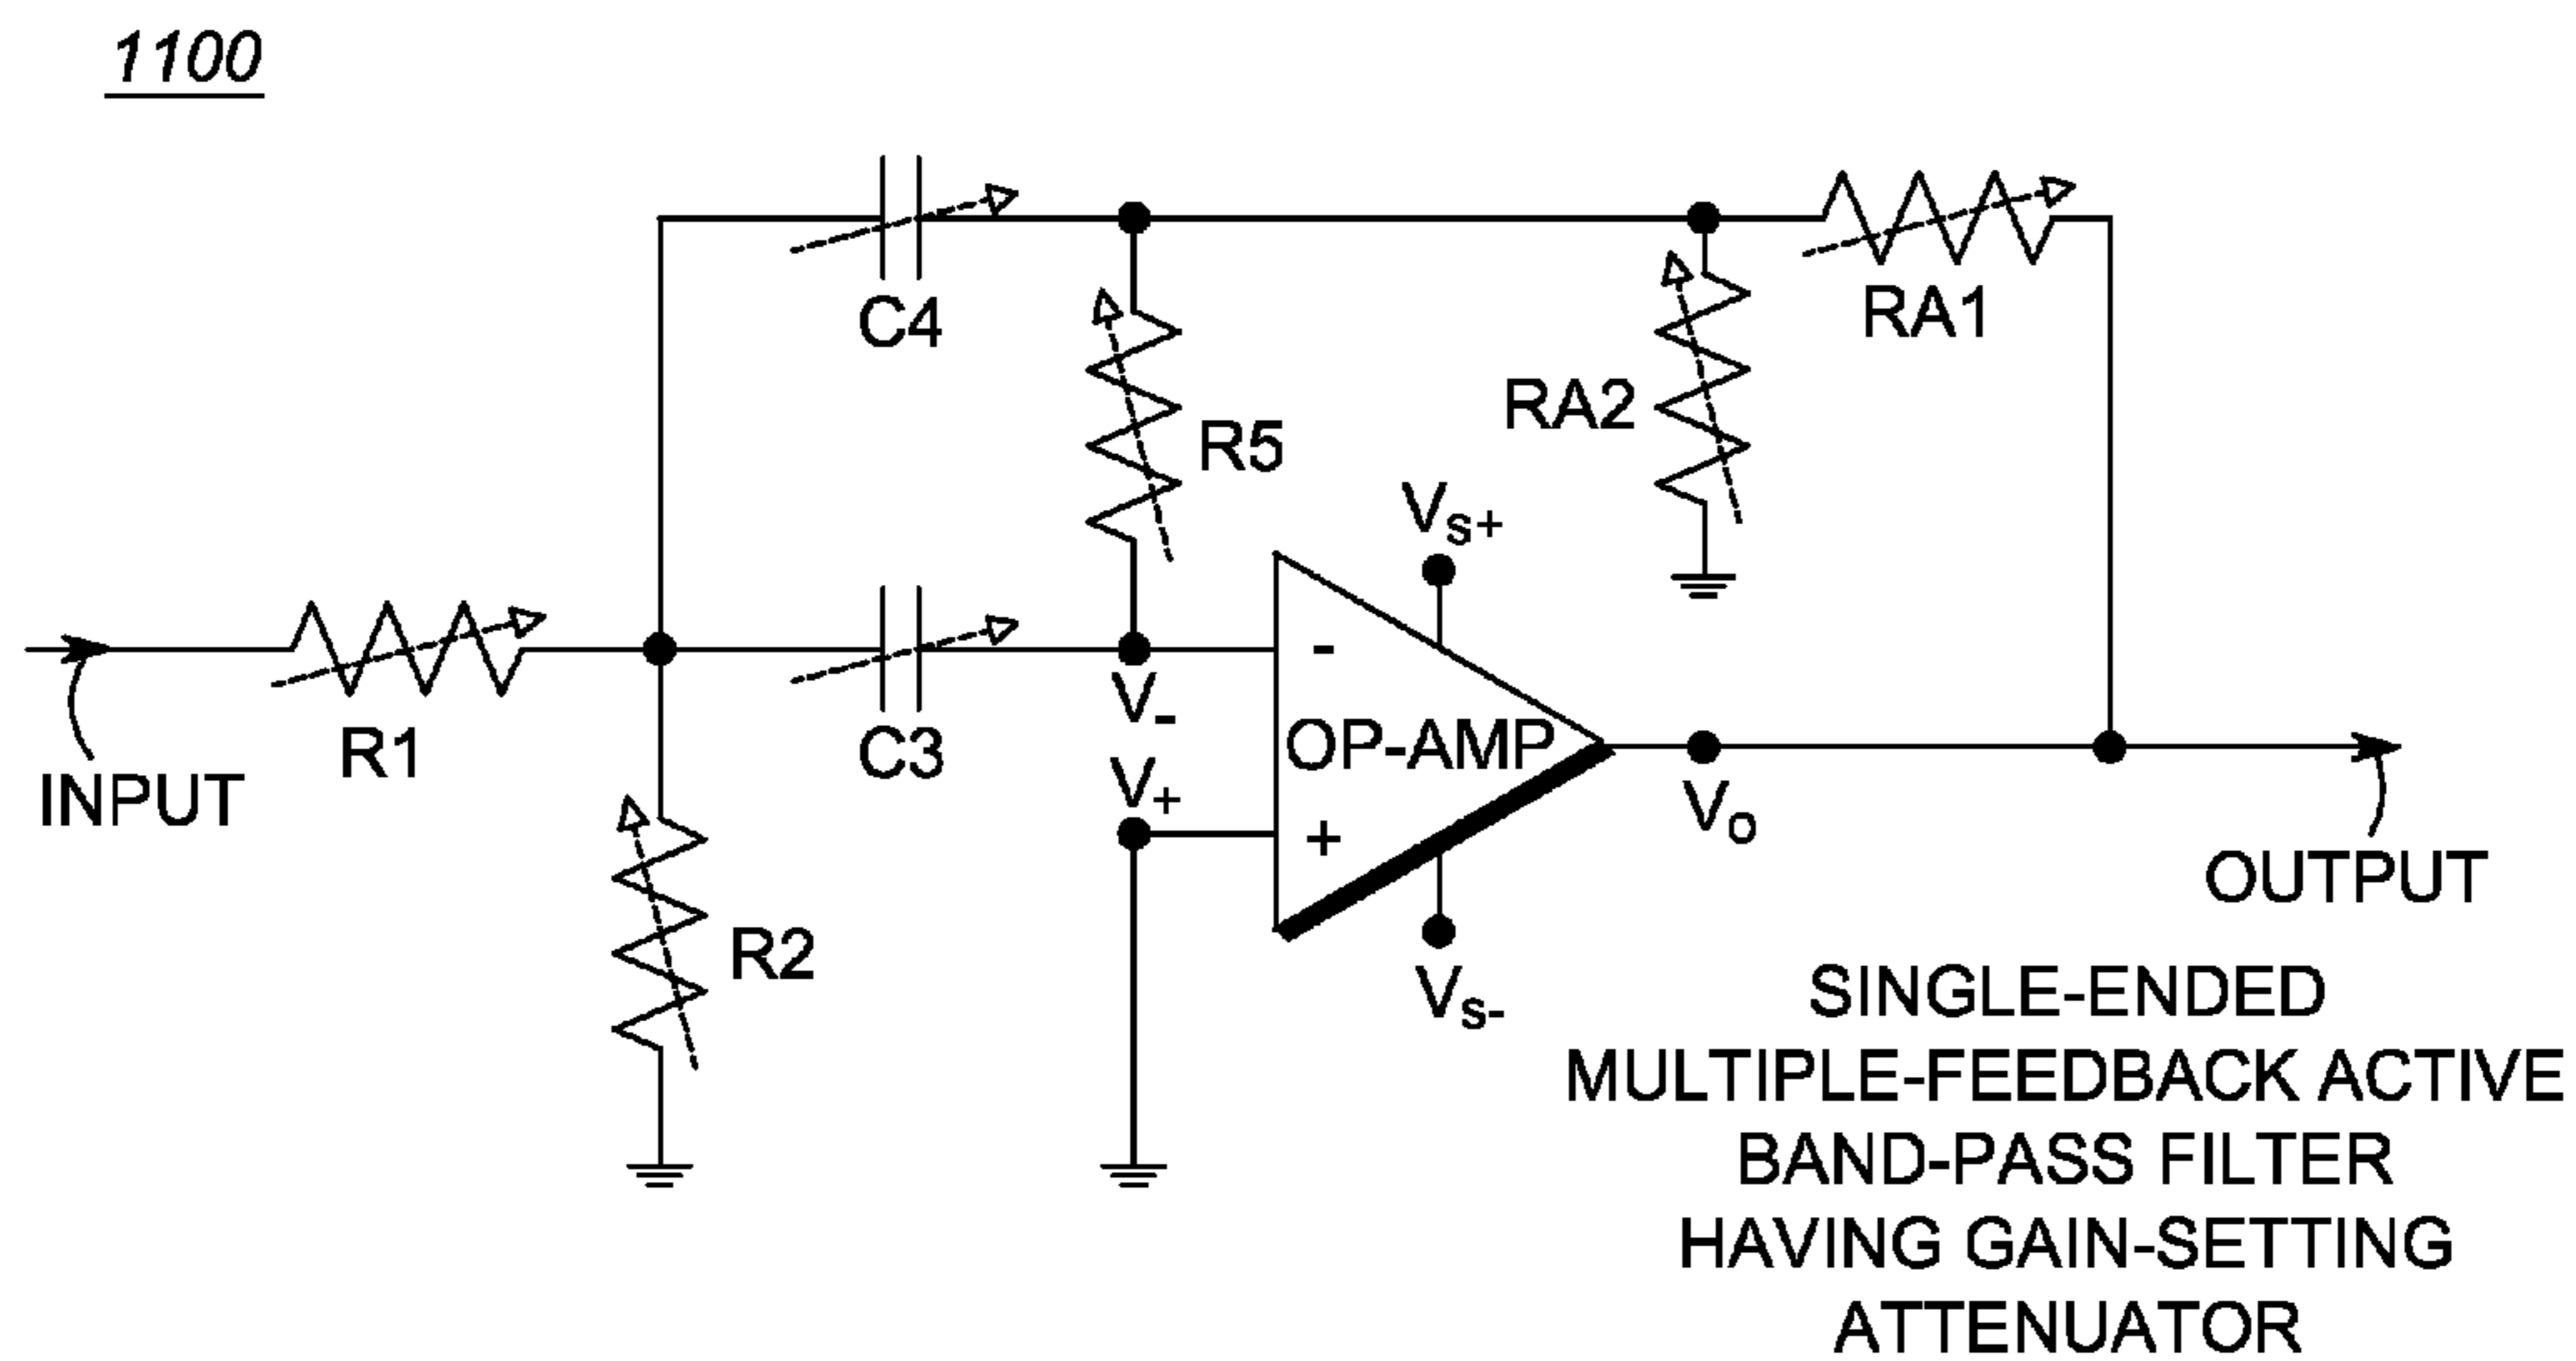 1100
C4
RA1
RA2
R5
Vs+
R1
C3
V-
V+
-
+
OP-AMP
Vo
INPUT
OUTPUT
R2
Vs-
SINGLE-ENDED
MULTIPLE-FEEDBACK ACTIVE
BAND-PASS FILTER
HAVING GAIN-SETTING
ATTENUATOR